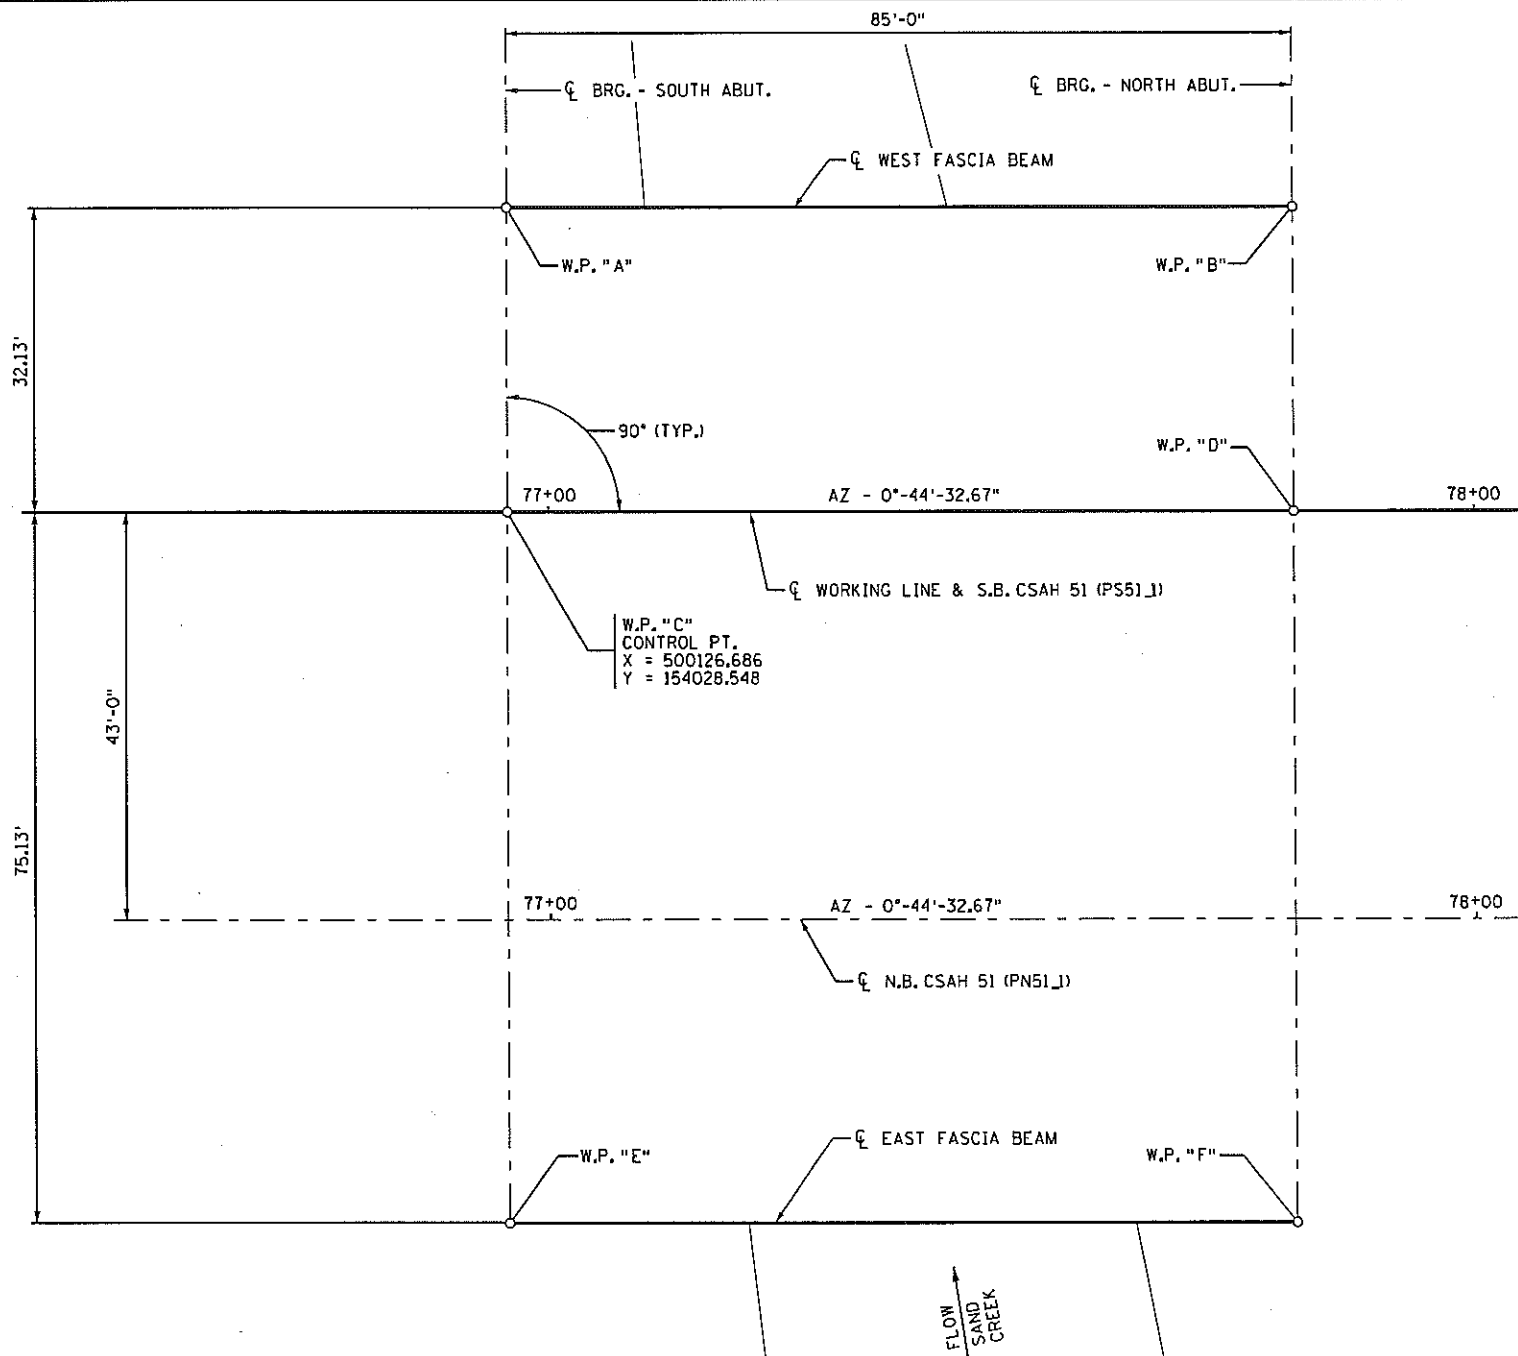 85'-0"
℄ BRG. - SOUTH ABUT.
℄ BRG. - NORTH ABUT.
℄ WEST FASCIA BEAM
W.P. "A"
W.P. "B"
32.13'
90° (TYP.)
W.P. "D"
77+00
AZ - 0°-44'-32.67"
78+00
℄ WORKING LINE & S.B. CSAH 51 (PS51_1)
W.P. "C"
CONTROL PT.
X = 500126.686
Y = 154028.548
43'-0"
75.13'
77+00
AZ - 0°-44'-32.67"
78+00
℄ N.B. CSAH 51 (PN51_1)
℄ EAST FASCIA BEAM
W.P. "E"
W.P. "F"
FLOW
SAND
CREEK